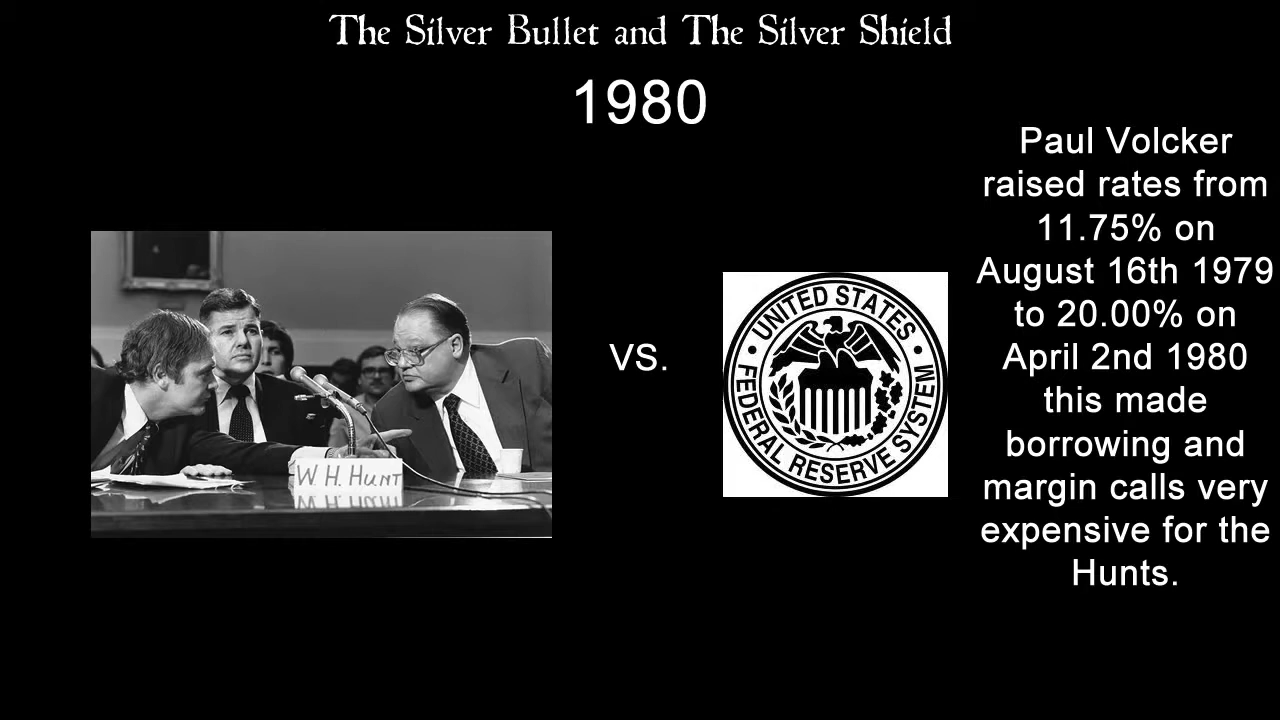 The Silver Bullet and The Silver Shield
1980
Paul Volcker
raised rates from
11.75% on
August 16th 1979
to 20.00% on
April 2nd 1980
this made
borrowing and
margin calls very
expensive for the
Hunts.
VS.
W. H. HUNT
UNITED STATES
FEDERAL RESERVE SYSTEM